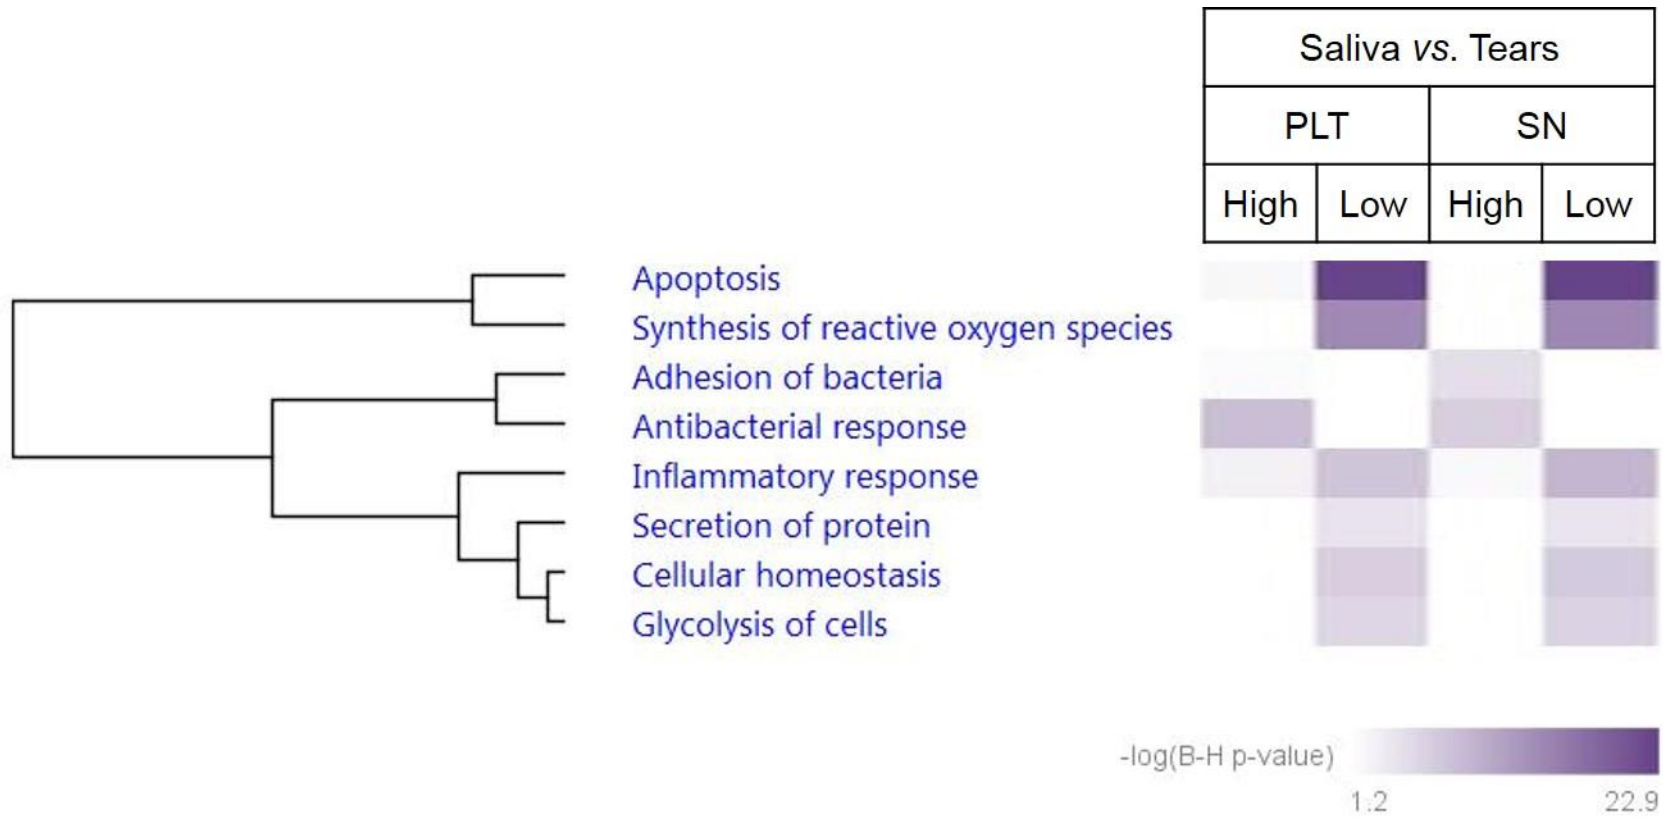 Saliva vs. Tears
PLT SN
High Low High Low
Apoptosis
Synthesis of reactive oxygen species
Adhesion of bacteria
Antibacterial response
Inflammatory response
Secretion of protein
Cellular homeostasis
Glycolysis of cells
-log(B-H p-value)
1.2 22.9